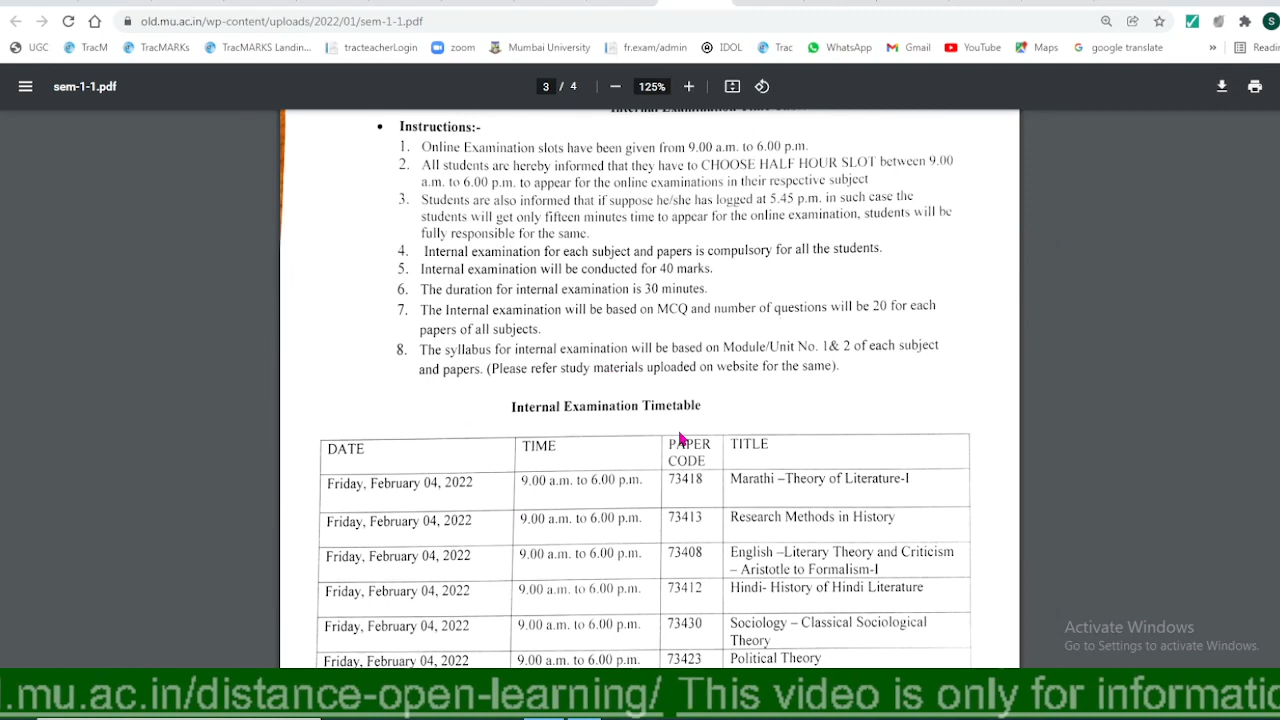 old.mu.ac.in/wp-content/uploads/2022/01/sem-1-1.pdf
UGC TracM TracMARKs TracMARKS Landin... tracteacherLogin zoom Mumbai University fr.exam/admin IDOL Trac WhatsApp Gmail YouTube Maps google translate » Readin
sem-1-1.pdf 3 / 4 125%
• Instructions:-
1. Online Examination slots have been given from 9.00 a.m. to 6.00 p.m.
2. All students are hereby informed that they have to CHOOSE HALF HOUR SLOT between 9.00
a.m. to 6.00 p.m. to appear for the online examinations in their respective subject
3. Students are also informed that if suppose he/she has logged at 5.45 p.m. in such case the
students will get only fifteen minutes time to appear for the online examination, students will be
fully responsible for the same.
4. Internal examination for each subject and papers is compulsory for all the students.
5. Internal examination will be conducted for 40 marks.
6. The duration for internal examination is 30 minutes.
7. The Internal examination will be based on MCQ and number of questions will be 20 for each
papers of all subjects.
8. The syllabus for internal examination will be based on Module/Unit No. 1& 2 of each subject
and papers. (Please refer study materials uploaded on website for the same).
Internal Examination Timetable
DATE TIME PAPER CODE TITLE
Friday, February 04, 2022 9.00 a.m. to 6.00 p.m. 73418 Marathi –Theory of Literature-I
Friday, February 04, 2022 9.00 a.m. to 6.00 p.m. 73413 Research Methods in History
Friday, February 04, 2022 9.00 a.m. to 6.00 p.m. 73408 English –Literary Theory and Criticism
– Aristotle to Formalism-I
Friday, February 04, 2022 9.00 a.m. to 6.00 p.m. 73412 Hindi- History of Hindi Literature
Friday, February 04, 2022 9.00 a.m. to 6.00 p.m. 73430 Sociology – Classical Sociological
Theory
Friday, February 04, 2022 9.00 a.m. to 6.00 p.m. 73423 Political Theory
Activate Windows
Go to Settings to activate Windows.
.mu.ac.in/distance-open-learning/ This video is only for informatio